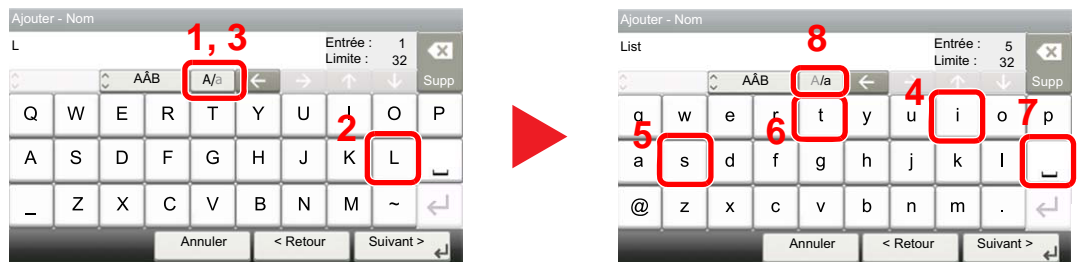 Ajouter - Nom
L
1, 3
Entrée : 1
Limite : 32
AÂB
A/a
Supp
Q W E R T Y U I O P
2
A S D F G H J K L
_ Z X C V B N M ~
Annuler
< Retour
Suivant >
Ajouter - Nom
List
8
Entrée : 5
Limite : 32
AÂB
A/a
Supp
4
q w e r t y u i o p
5
6
7
a s d f g h j k l
@ z x c v b n m .
Annuler
< Retour
Suivant >